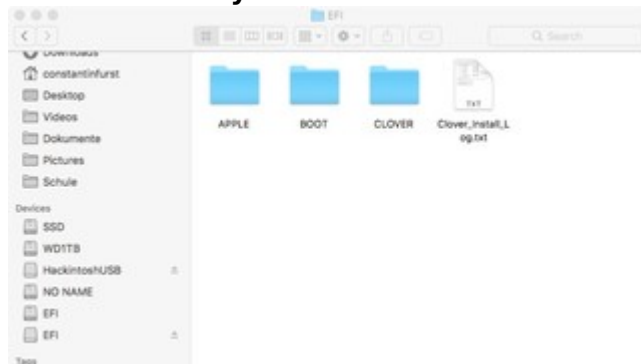 EFI
Search
Downloads
constantinfurst
Desktop
Videos
Dokumente
Pictures
Schule
Devices
SSD
WD1TB
HackintoshUSB
NO NAME
EFI
EFI
Tags
APPLE
BOOT
CLOVER
TXT
Clover_Install_L
og.txt